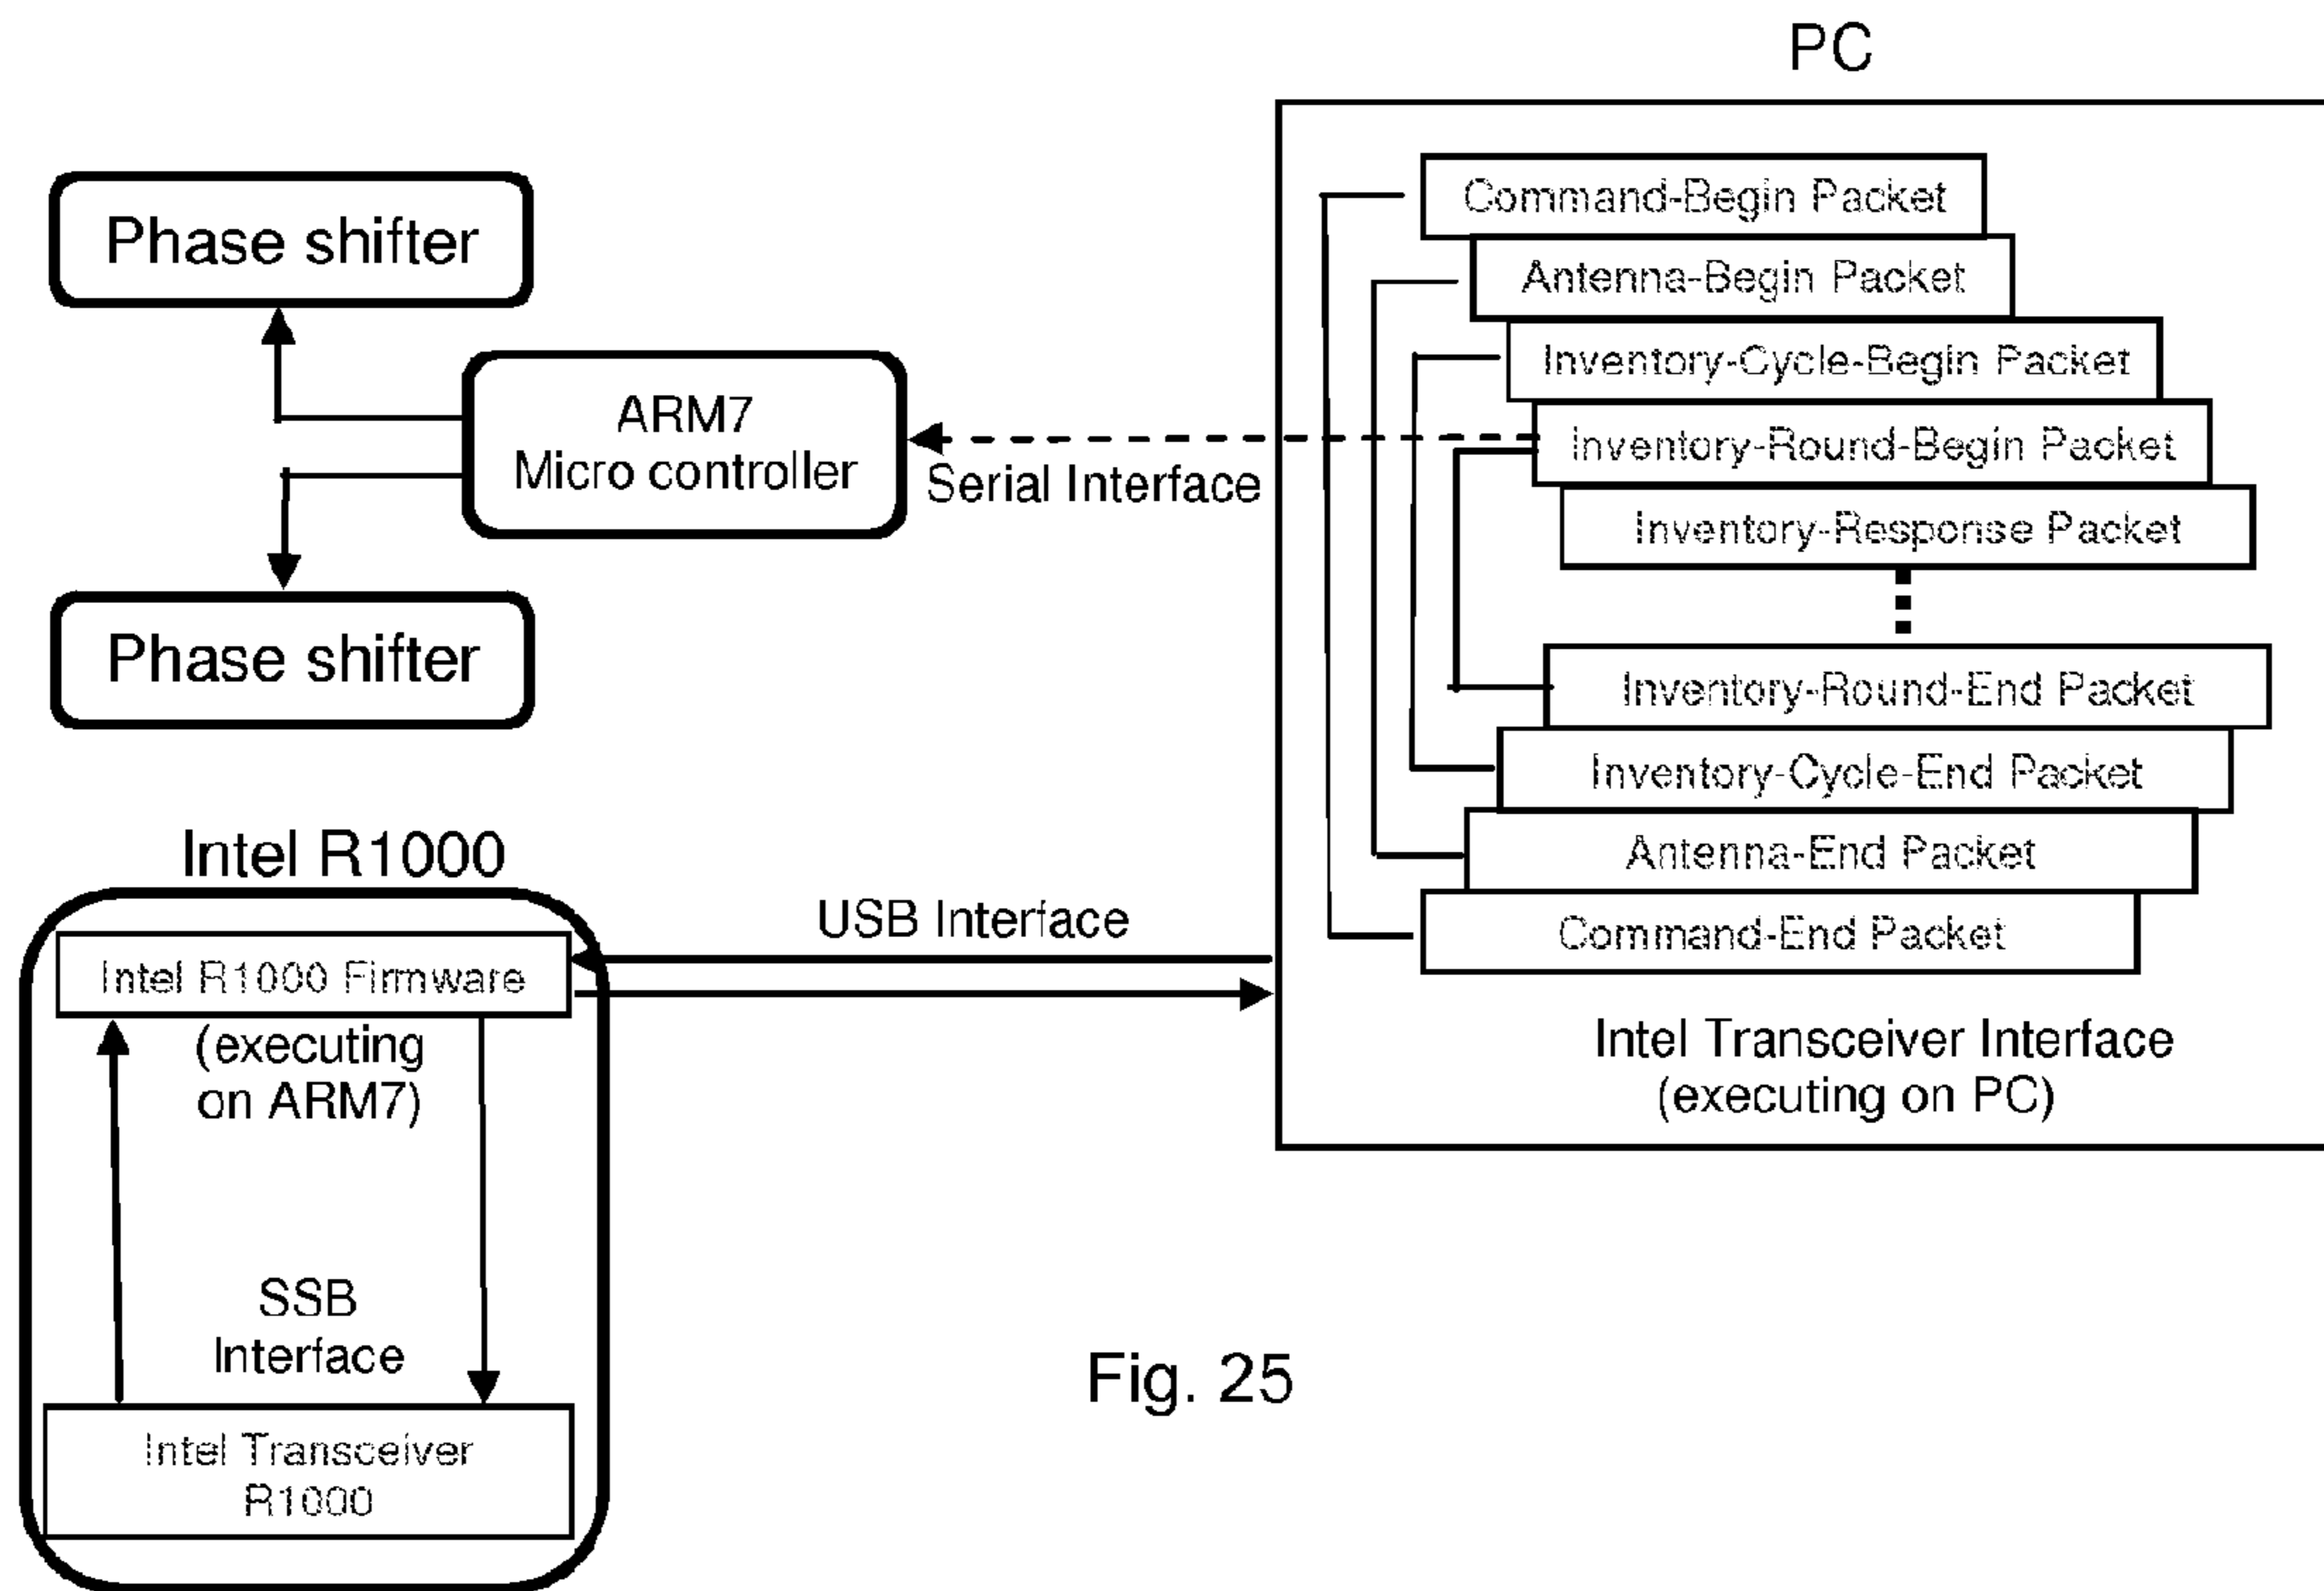 PC
Phase shifter
ARM7
Micro controller
Serial Interface
Phase shifter
Command-Begin Packet
Antenna-Begin Packet
Inventory-Cycle-Begin Packet
Inventory-Round-Begin Packet
Inventory-Response Packet
Inventory-Round-End Packet
Inventory-Cycle-End Packet
Antenna-End Packet
Command-End Packet
Intel Transceiver Interface
(executing on PC)
Intel R1000
Intel R1000 Firmware
(executing
on ARM7)
USB Interface
SSB
Interface
Intel Transceiver
R1000
Fig. 25